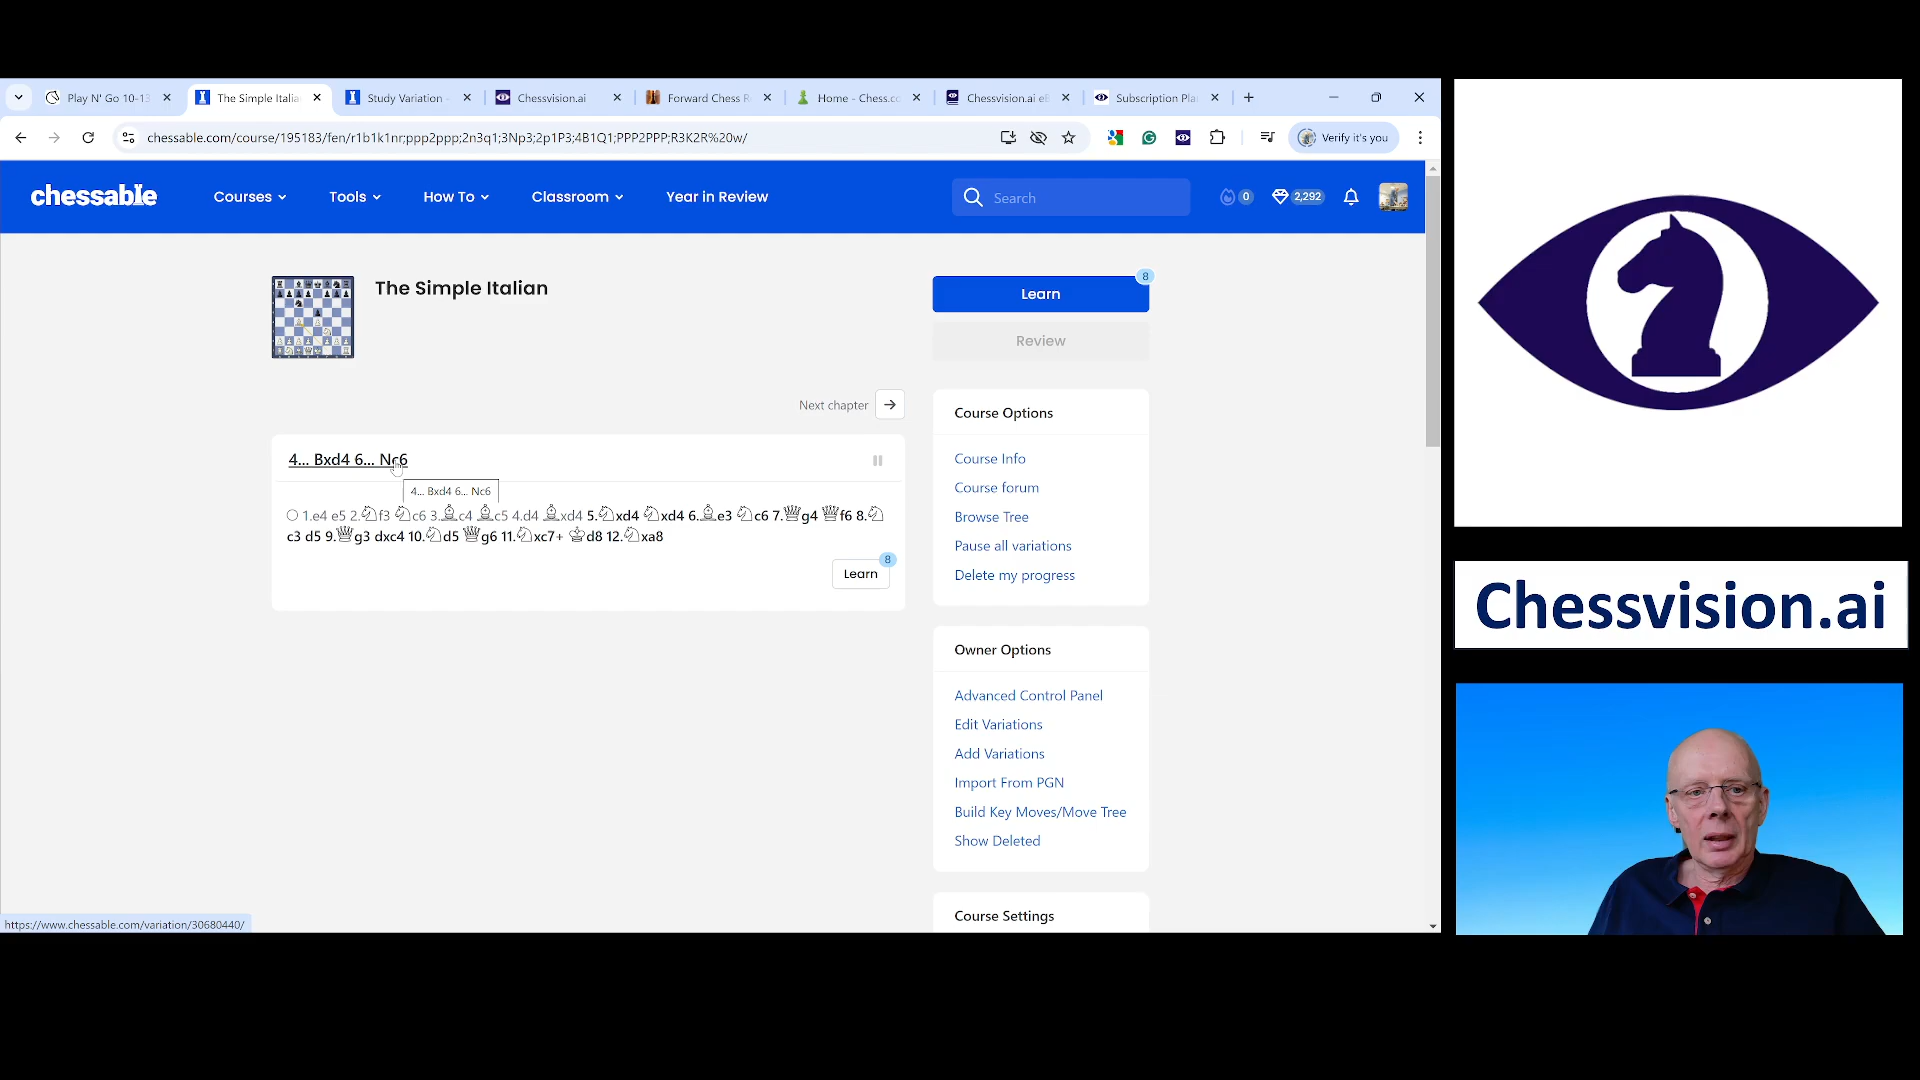 Play N' Go 10-13
The Simple Italia
Study Variation -
Chessvision.ai
Forward Chess R
Home - Chess.co
Chessvision.ai e
Subscription Pla
chessable.com/course/195183/fen/r1b1k1nr;ppp2ppp;2n3q1;3Np3;2p1P3;4B1Q1;PPP2PPP;R3K2R%20w/
Verify it's you
chessable
Courses
Tools
How To
Classroom
Year in Review
Search
0
2,292
The Simple Italian
8
Learn
Review
Next chapter
4... Bxd4 6... Nc6
4... Bxd4 6... Nc6
1.e4 e5 2.♘f3 ♘c6 3.♗c4 ♗c5 4.d4 ♗xd4 5.♘xd4 ♘xd4 6.♗e3 ♘c6 7.♕g4 ♕f6 8.♘
c3 d5 9.♕g3 dxc4 10.♘d5 ♕g6 11.♘xc7+ ♔d8 12.♘xa8
8
Learn
Course Options
Course Info
Course forum
Browse Tree
Pause all variations
Delete my progress
Owner Options
Advanced Control Panel
Edit Variations
Add Variations
Import From PGN
Build Key Moves/Move Tree
Show Deleted
Course Settings
https://www.chessable.com/variation/30680440/
Chessvision.ai